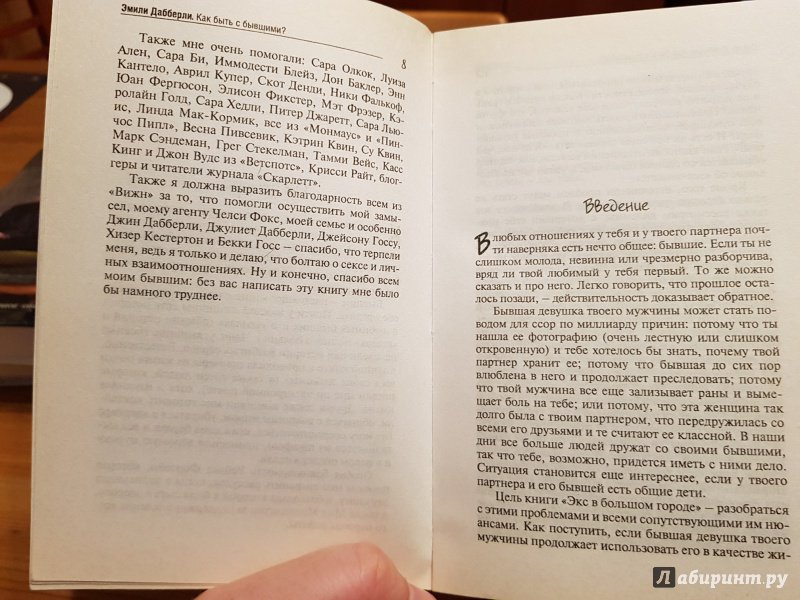 Эмили Дабберли. Как быть с бывшими?
8
Также мне очень помогали: Сара Олкок, Луиза
Ален, Сара Би, Иммодести Блейз, Дон Баклер, Энн
Кантело, Аврил Купер, Скот Денди, Ники Фалькоф,
Юан Фергюсон, Элисон Фикстер, Мэт Фрэзер, Кэ-
ролайн Голд, Сара Хедли, Питер Джаретт, Сара Лью-
ис, Линда Мак-Кормик, все из «Монмаус» и «Пин-
чос Пипл», Весна Пивсевик, Кэтрин Квин, Су Квин,
Марк Сэндеман, Грег Стекелман, Тамми Вейс, Касс
Кинг и Джон Вудс из «Ветспотс», Крисси Райт, блог-
геры и читатели журнала «Скарлетт».
Также я должна выразить благодарность всем из
«Вижн» за то, что помогли осуществить мой замы-
сел, моему агенту Челси Фокс, моей семье и особенно
Джин Дабберли, Джулиет Дабберли, Джейсону Госсу,
Хизер Кестертон и Бекки Госс — спасибо, что терпели
меня, ведь я только и делаю, что болтаю о сексе и лич-
ных взаимоотношениях. Ну и конечно, спасибо всем
моим бывшим: без вас написать эту книгу мне было
бы намного труднее.
Введение
В любых отношениях у тебя и у твоего партнера поч-
ти наверняка есть нечто общее: бывшие. Если ты не
слишком молода, невинна или чрезмерно разборчива,
вряд ли твой любимый у тебя первый. То же можно
сказать и про него. Легко говорить, что прошлое оста-
лось позади, — действительность доказывает обратное.
Бывшая девушка твоего мужчины может стать по-
водом для ссор по миллиарду причин: потому что ты
нашла ее фотографию (очень лестную или слишком
откровенную) и тебе хотелось бы знать, почему твой
партнер хранит ее; потому что бывшая до сих пор
влюблена в него и продолжает преследовать; потому
что твой мужчина все еще зализывает раны и выме-
щает боль на тебе; или потому, что эта женщина так
долго была с твоим партнером, что передружилась со
всеми его друзьями и те считают ее классной. В наши
дни все больше людей дружат со своими бывшими,
так что тебе, возможно, придется иметь с ними дело.
Ситуация становится еще интереснее, если у твоего
партнера и его бывшей есть общие дети.
Цель книги «Экс в большом городе» — разобраться
с этими проблемами и всеми сопутствующими им ню-
ансами. Как поступить, если бывшая девушка твоего
мужчины продолжает использовать его в качестве жи-
Лабиринт.ру